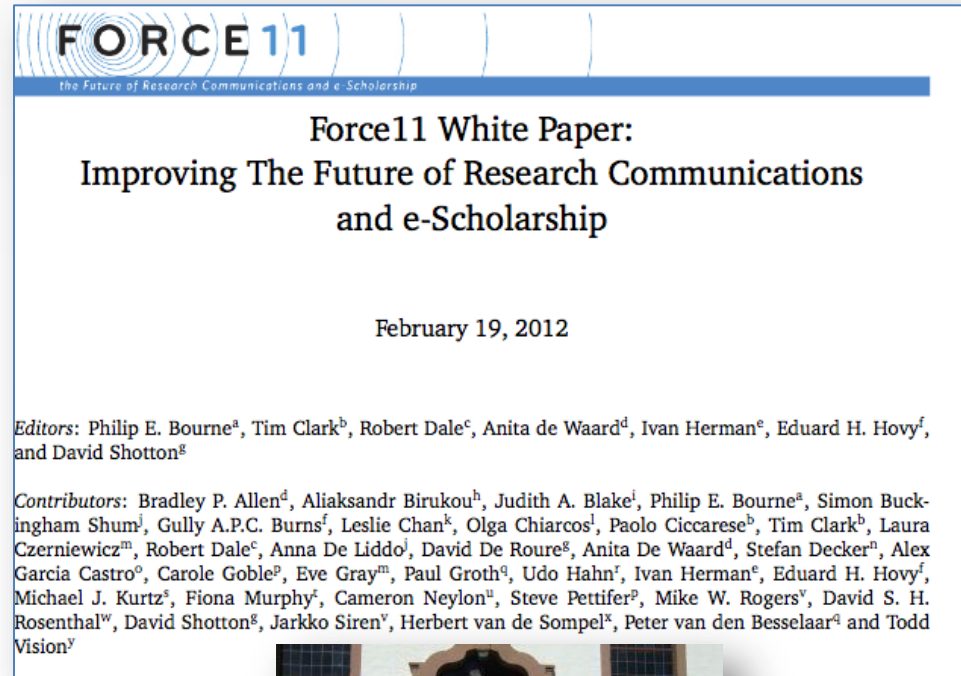 FORCE11
the Future of Research Communications and e-Scholarship
Force11 White Paper:
Improving The Future of Research Communications
and e-Scholarship
February 19, 2012
Editors: Philip E. Bourneᵃ, Tim Clarkᵇ, Robert Daleᶜ, Anita de Waardᵈ, Ivan Hermanᵉ, Eduard H. Hovyᶠ,
and David Shottonᵍ
Contributors: Bradley P. Allenᵈ, Aliaksandr Birukouʰ, Judith A. Blakeⁱ, Philip E. Bourneᵃ, Simon Buck-
ingham Shumʲ, Gully A.P.C. Burnsᶠ, Leslie Chanᵏ, Olga Chiarcosˡ, Paolo Ciccareseᵇ, Tim Clarkᵇ, Laura
Czerniewiczᵐ, Robert Daleᶜ, Anna De Liddoʲ, David De Roureᵍ, Anita De Waardᵈ, Stefan Deckerⁿ, Alex
Garcia Castroᵒ, Carole Gobleᵖ, Eve Grayᵐ, Paul Groth^q, Udo Hahnʳ, Ivan Hermanᵉ, Eduard H. Hovyᶠ,
Michael J. Kurtzˢ, Fiona Murphyᵗ, Cameron Neylonᵘ, Steve Pettiferᵖ, Mike W. Rogersᵛ, David S. H.
Rosenthalʷ, David Shottonᵍ, Jarkko Sirenᵛ, Herbert van de Sompelˣ, Peter van den Besselaar^q and Todd
Visionʸ